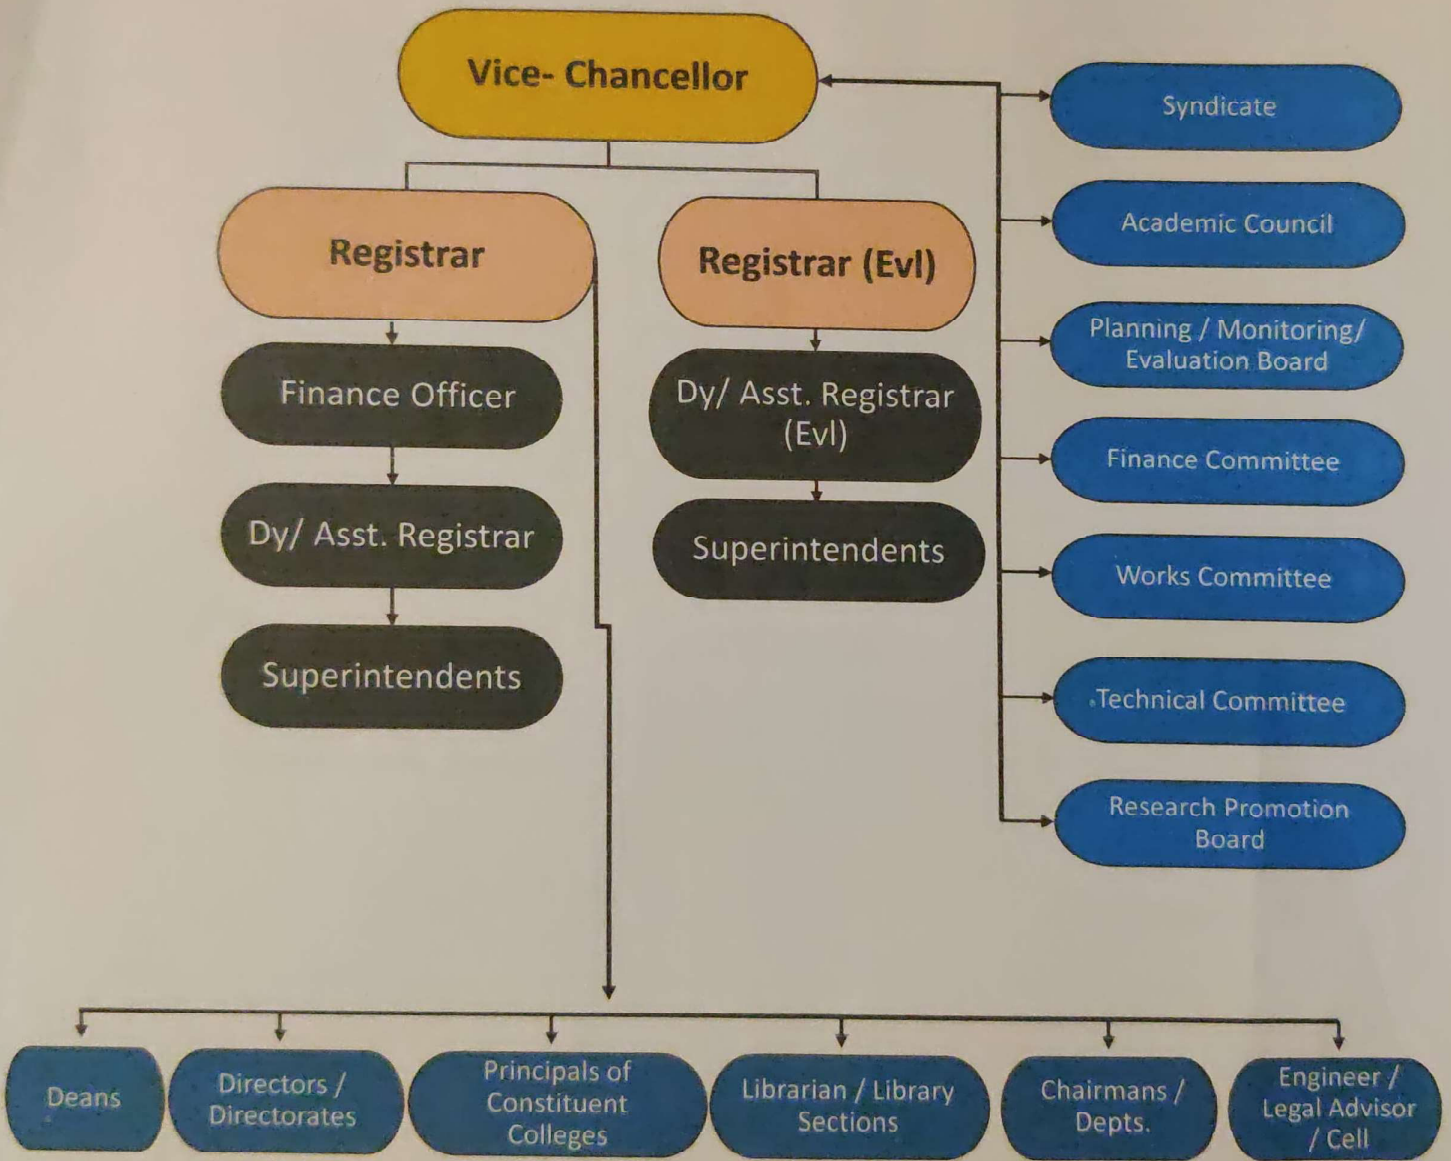 Vice- Chancellor
Registrar
Registrar (Evl)
Finance Officer
Dy/ Asst. Registrar
Superintendents
Dy/ Asst. Registrar
(Evl)
Superintendents
Syndicate
Academic Council
Planning / Monitoring/
Evaluation Board
Finance Committee
Works Committee
Technical Committee
Research Promotion
Board
Deans
Directors /
Directorates
Principals of
Constituent
Colleges
Librarian / Library
Sections
Chairmans /
Depts.
Engineer /
Legal Advisor
/ Cell